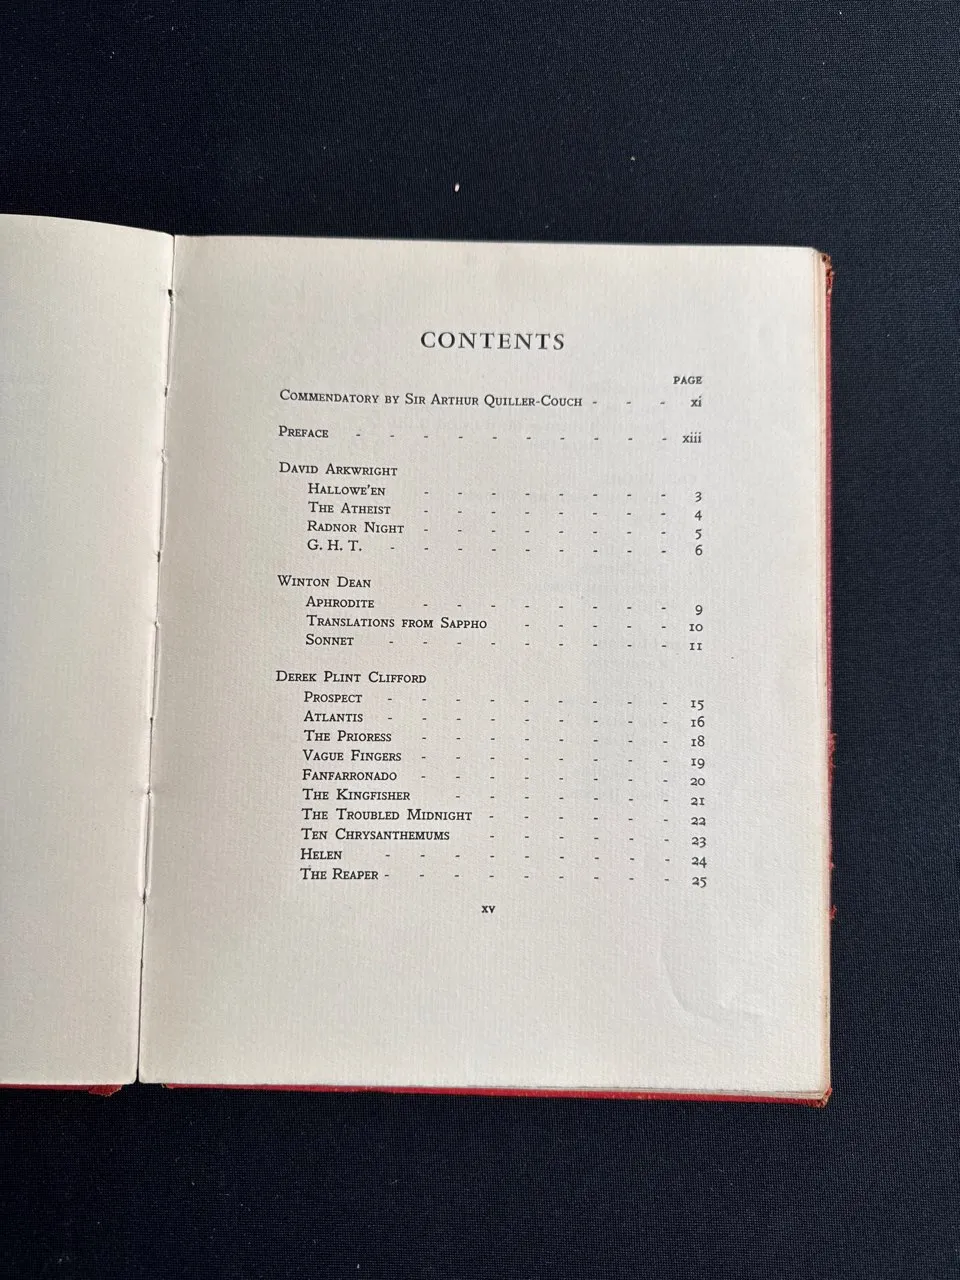 CONTENTS
PAGE
Commendatory by Sir Arthur Quiller-Couch - - - xi
Preface - - - - - - - - - - xiii
David Arkwright
Hallowe'en - - - - - - - - 3
The Atheist - - - - - - - - 4
Radnor Night - - - - - - - - 5
G. H. T. - - - - - - - - - 6
Winton Dean
Aphrodite - - - - - - - - 9
Translations from Sappho - - - - - 10
Sonnet - - - - - - - - - 11
Derek Plint Clifford
Prospect - - - - - - - - - 15
Atlantis - - - - - - - - - 16
The Prioress - - - - - - - - 18
Vague Fingers - - - - - - - - 19
Fanfarronado - - - - - - - - 20
The Kingfisher - - - - - - - 21
The Troubled Midnight - - - - - - 22
Ten Chrysanthemums - - - - - - 23
Helen - - - - - - - - - 24
The Reaper - - - - - - - - - 25
xv